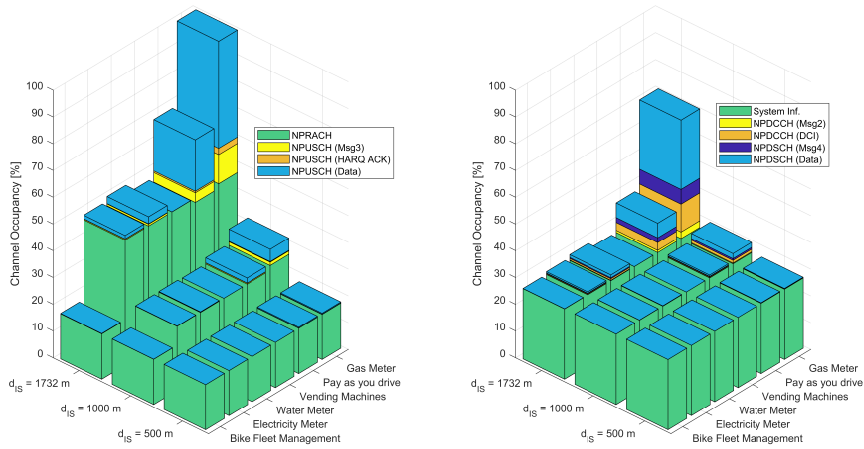 100
90
80
70
60
50
40
30
20
10
0
Channel Occupancy [%]
NPRACH
NPUSCH (Msg3)
NPUSCH (HARQ ACK)
NPUSCH (Data)
d_IS = 1732 m
d_IS = 1000 m
d_IS = 500 m
Gas Meter
Pay as you drive
Vending Machines
Water Meter
Electricity Meter
Bike Fleet Management
100
90
80
70
60
50
40
30
20
10
0
Channel Occupancy [%]
System Inf.
NPDCCH (Msg2)
NPDCCH (DCI)
NPDSCH (Msg4)
NPDSCH (Data)
d_IS = 1732 m
d_IS = 1000 m
d_IS = 500 m
Gas Meter
Pay as you drive
Vending Machines
Water Meter
Electricity Meter
Bike Fleet Management